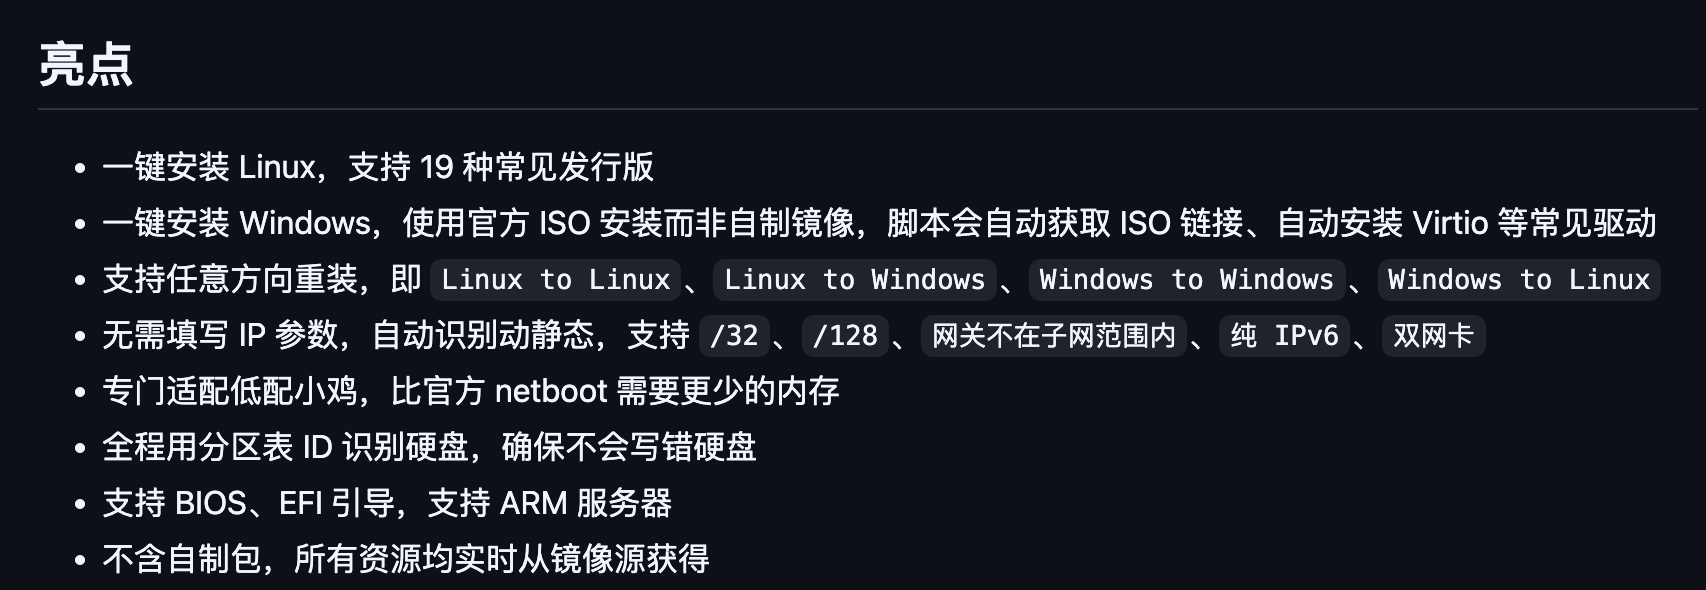 亮点
一键安装 Linux，支持 19 种常见发行版
一键安装 Windows，使用官方 ISO 安装而非自制镜像，脚本会自动获取 ISO 链接、自动安装 Virtio 等常见驱动
支持任意方向重装，即 Linux to Linux、Linux to Windows、Windows to Windows、Windows to Linux
无需填写 IP 参数，自动识别动静态，支持 /32、/128、网关不在子网范围内、纯 IPv6、双网卡
专门适配低配小鸡，比官方 netboot 需要更少的内存
全程用分区表 ID 识别硬盘，确保不会写错硬盘
支持 BIOS、EFI 引导，支持 ARM 服务器
不含自制包，所有资源均实时从镜像源获得